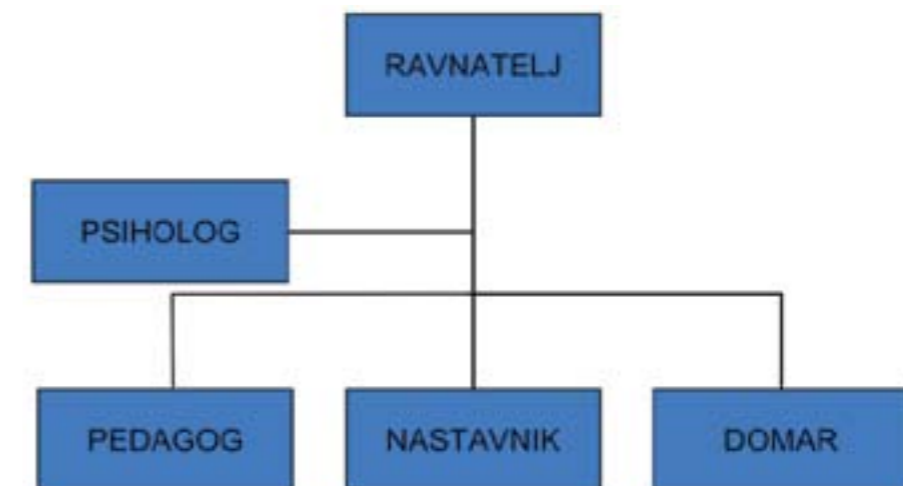 RAVNATELJ
PSIHOLOG
PEDAGOG
NASTAVNIK
DOMAR